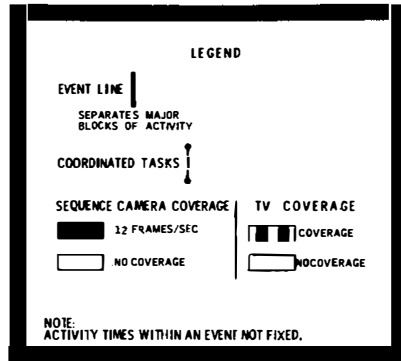 LEGEND
EVENT LINE
SEPARATES MAJOR
BLOCKS OF ACTIVITY
COORDINATED TASKS
SEQUENCE CAMERA COVERAGE
12 FRAMES/SEC
NO COVERAGE
TV COVERAGE
COVERAGE
NOCOVERAGE
NOTE:
ACTIVITY TIMES WITHIN AN EVENT NOT FIXED.